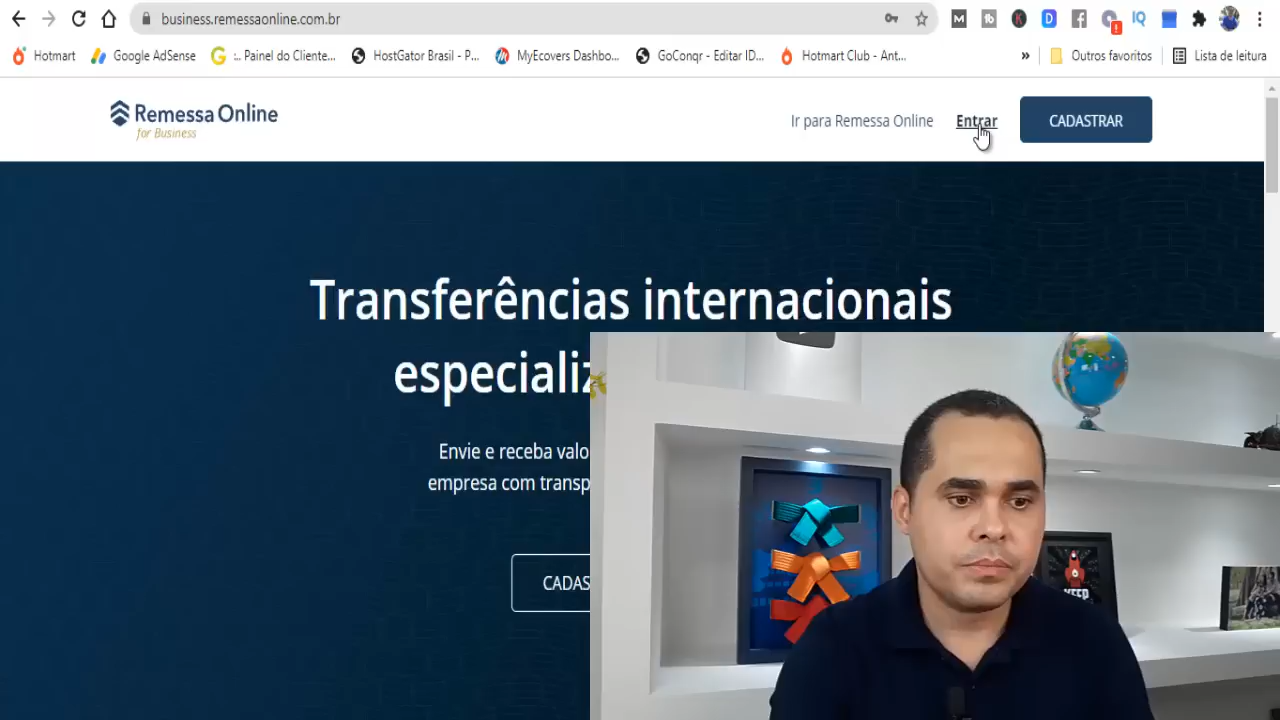 business.remessaonline.com.br
Hotmart
Google AdSense
:.. Painel do Cliente...
HostGator Brasil - P...
MyEcovers Dashbo...
GoConqr - Editar ID...
Hotmart Club - Ant...
»
Outros favoritos
Lista de leitura
Remessa Online
for Business
Ir para Remessa Online
Entrar
CADASTRAR
Transferências internacionais
especializ
Envie e receba valo
empresa com transp
CADAS
KEEP